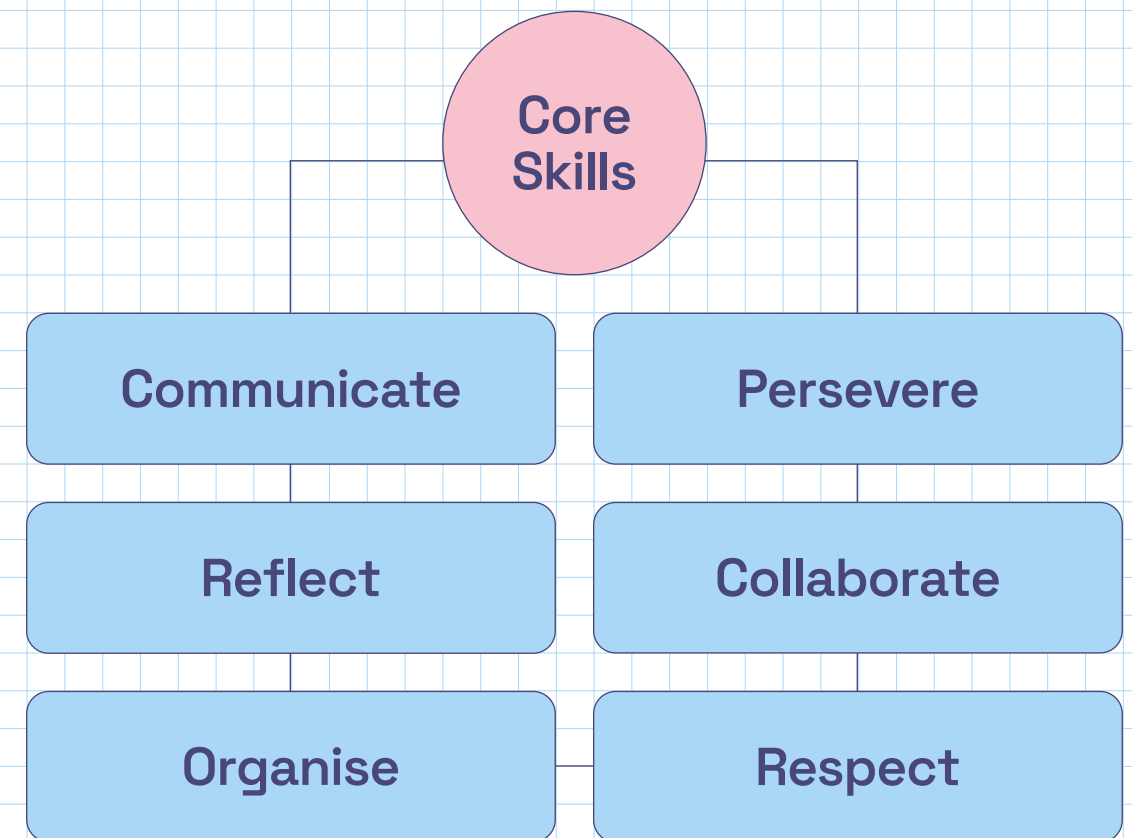 Core
Skills
Communicate
Persevere
Reflect
Collaborate
Organise
Respect